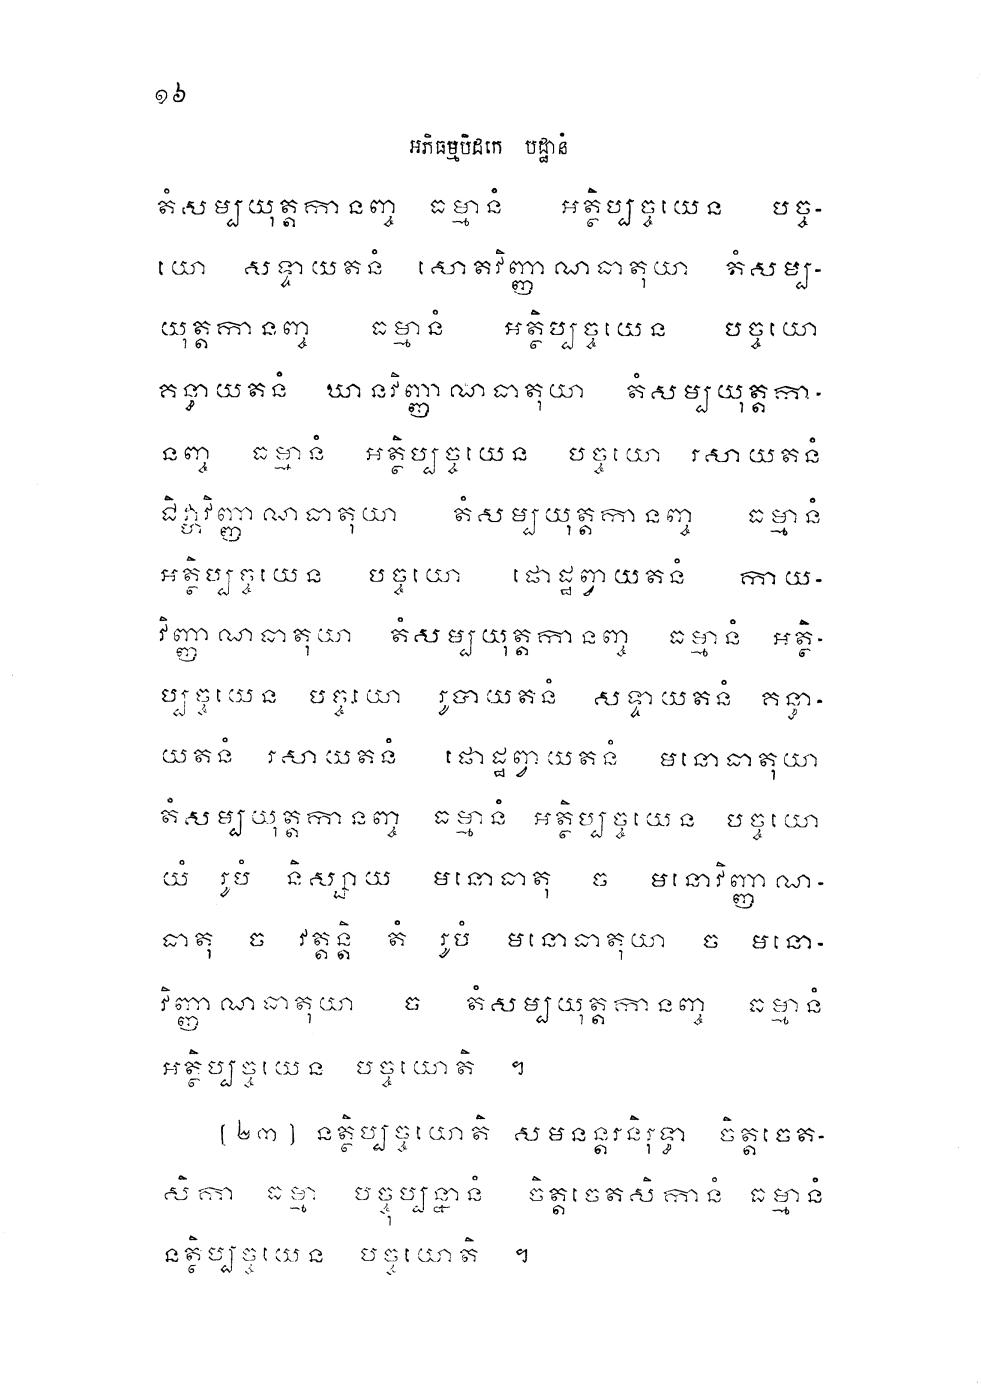 ១៦
អភិធម្មបិដកេ បដ្ឋានំ
តំសម្បយុត្តកានញ្ច ធម្មានំ អត្ថិប្បច្ចយេន បច្ច-
យោ សទ្ទាយតនំ សោតវិញ្ញាណធាតុយា តំសម្ប-
យុត្តកានញ្ច ធម្មានំ អត្ថិប្បច្ចយេន បច្ចយោ
គន្ធាយតនំ ឃានវិញ្ញាណធាតុយា តំសម្បយុត្តកា-
នញ្ច ធម្មានំ អត្ថិប្បច្ចយេន បច្ចយោ រសាយតនំ
ជិវ្ហាវិញ្ញាណធាតុយា តំសម្បយុត្តកានញ្ច ធម្មានំ
អត្ថិប្បច្ចយេន បច្ចយោ ផោដ្ឋព្វាយតនំ កាយ-
វិញ្ញាណធាតុយា តំសម្បយុត្តកានញ្ច ធម្មានំ អត្ថិ-
ប្បច្ចយេន បច្ចយោ រូបាយតនំ សទ្ទាយតនំ គន្ធា-
យតនំ រសាយតនំ ផោដ្ឋព្វាយតនំ មនោធាតុយា
តំសម្បយុត្តកានញ្ច ធម្មានំ អត្ថិប្បច្ចយេន បច្ចយោ
យំ រូបំ និស្សាយ មនោធាតុ ច មនោវិញ្ញាណ-
ធាតុ ច វត្តន្តិ តំ រូបំ មនោធាតុយា ច មនោ-
វិញ្ញាណធាតុយា ច តំសម្បយុត្តកានញ្ច ធម្មានំ
អត្ថិប្បច្ចយេន បច្ចយោតិ ។
(២៣) នត្ថិប្បច្ចយោតិ សមនន្តរនិរុទ្ធា ចិត្តចេត-
សិកា ធម្មា បច្ចុប្បន្នានំ ចិត្តចេតសិកានំ ធម្មានំ
នត្ថិប្បច្ចយេន បច្ចយោតិ ។